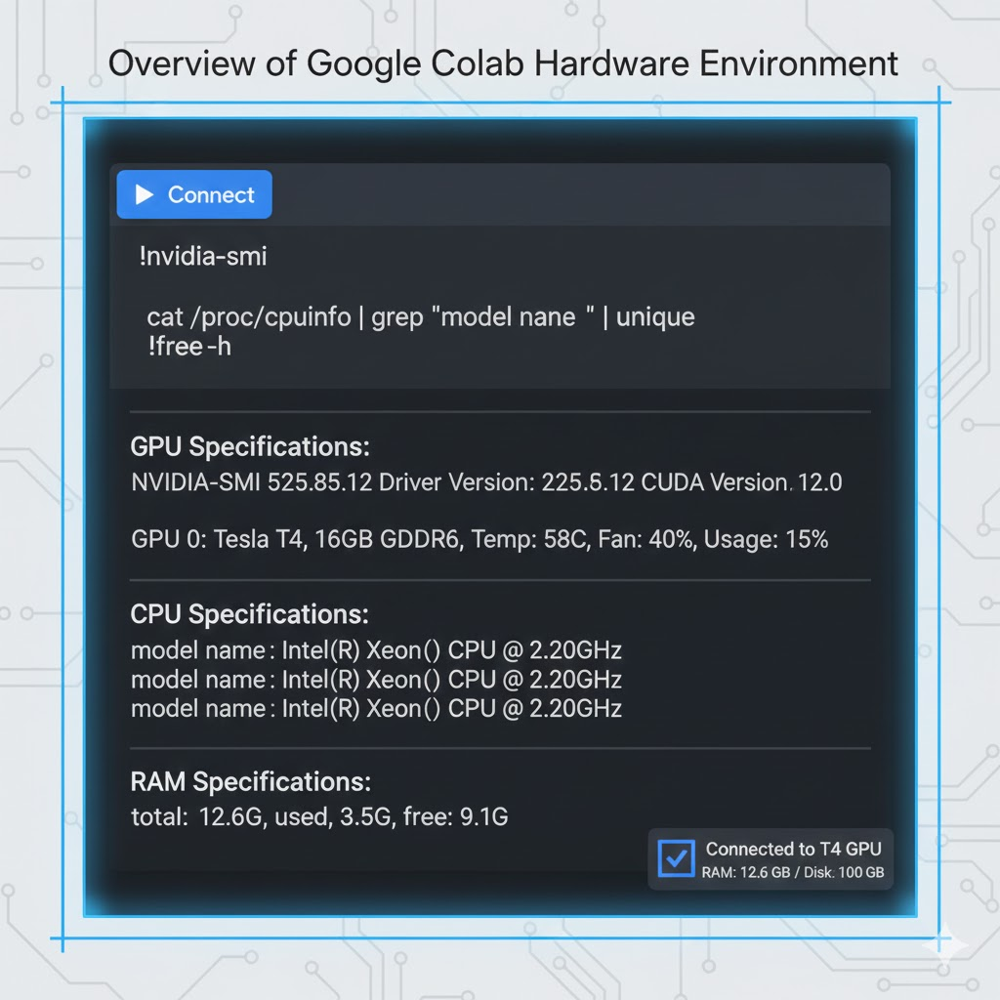 Overview of Google Colab Hardware Environment
Connect
!nvidia-smi
cat /proc/cpuinfo | grep "model nane " | unique
!free-h
GPU Specifications:
NVIDIA-SMI 525.85.12 Driver Version: 225.6.12 CUDA Version. 12.0
GPU 0: Tesla T4, 16GB GDDR6, Temp: 58C, Fan: 40%, Usage: 15%
CPU Specifications:
model name : Intel(R) Xeon() CPU @ 2.20GHz
model name : Intel(R) Xeon() CPU @ 2.20GHz
model name : Intel(R) Xeon() CPU @ 2.20GHz
RAM Specifications:
total: 12.6G, used, 3.5G, free: 9.1G
Connected to T4 GPU
RAM: 12.6 GB / Disk. 100 GB